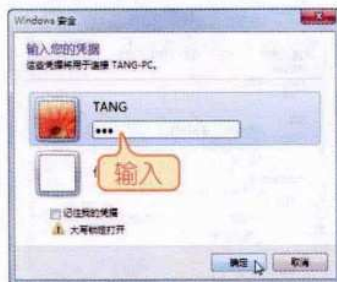 Windows 安全
输入您的凭据
这些凭据将用于连接 TANG-PC。
TANG
●●●
输入
记住我的凭据
大写锁定打开
确定
取消